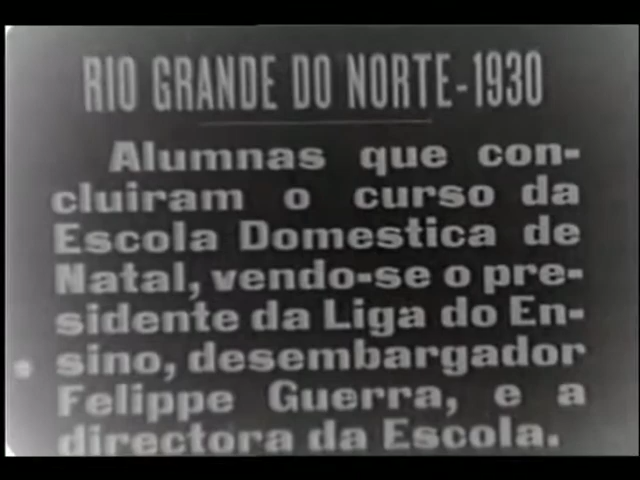 RIO GRANDE DO NORTE-1930
Alumnas que con-
cluiram o curso da
Escola Domestica de
Natal, vendo-se o pre-
sidente da Liga do En-
sino, desembargador
Felippe Guerra, e a
directora da Escola.